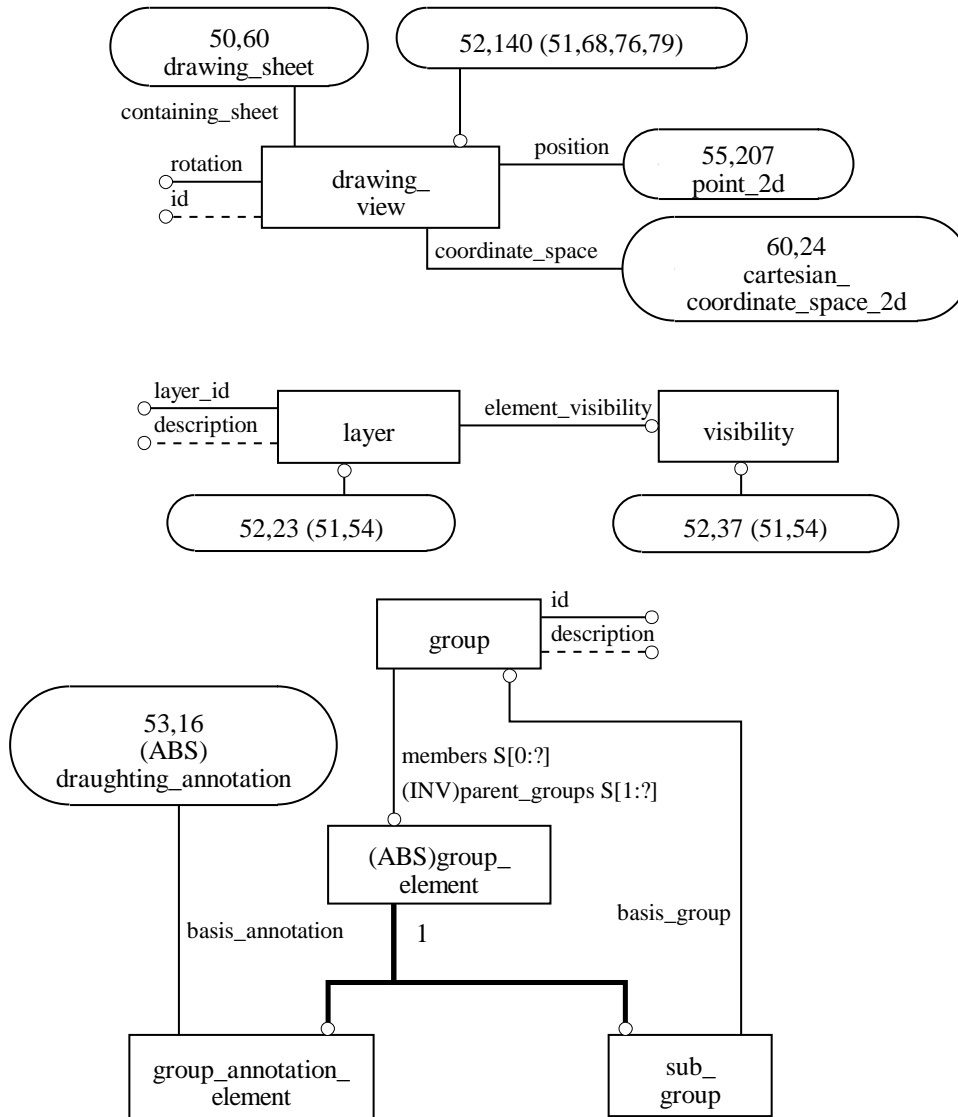 50,60
drawing_sheet
52,140 (51,68,76,79)
containing_sheet
rotation
id
drawing_
view
position
55,207
point_2d
coordinate_space
60,24
cartesian_
coordinate_space_2d
layer_id
description
layer
element_visibility
visibility
52,23 (51,54)
52,37 (51,54)
group
id
description
53,16
(ABS)
draughting_annotation
members S[0:?]
(INV)parent_groups S[1:?]
(ABS)group_
element
basis_annotation
1
basis_group
group_annotation_
element
sub_
group